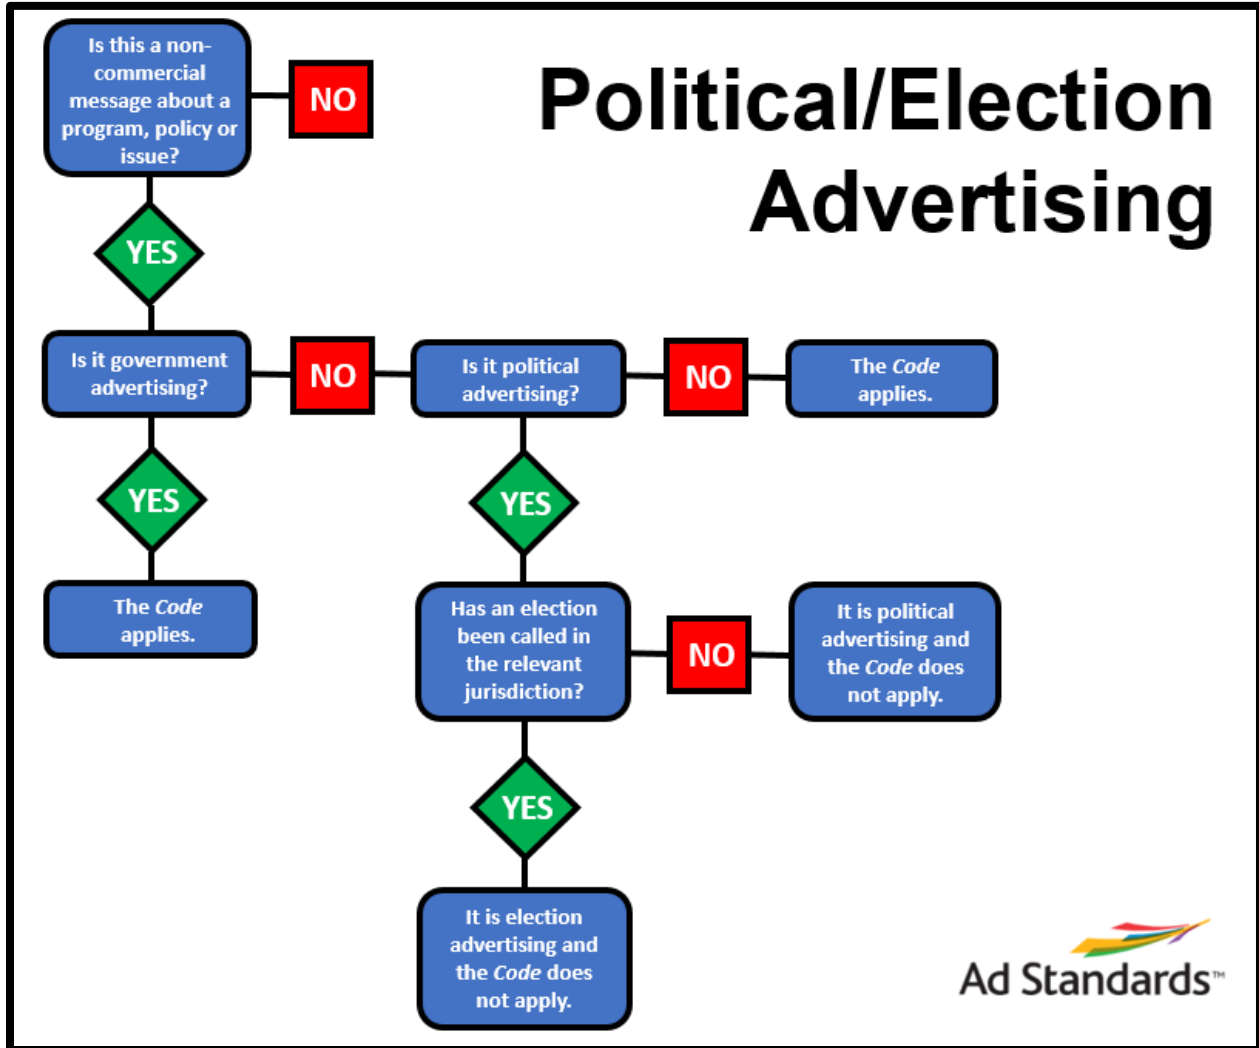 Political/Election
Advertising
Is this a non-
commercial
message about a
program, policy or
issue?
NO
YES
Is it government
advertising?
NO
Is it political
advertising?
NO
The Code
applies.
YES
The Code
applies.
YES
Has an election
been called in
the relevant
jurisdiction?
NO
It is political
advertising and
the Code does
not apply.
YES
It is election
advertising and
the Code does
not apply.
Ad Standards™